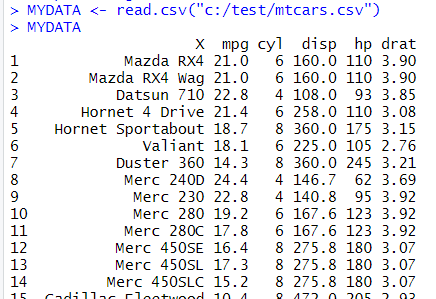 > MYDATA <- read.csv("c:/test/mtcars.csv")
> MYDATA
X mpg cyl disp hp drat
1 Mazda RX4 21.0 6 160.0 110 3.90
2 Mazda RX4 Wag 21.0 6 160.0 110 3.90
3 Datsun 710 22.8 4 108.0 93 3.85
4 Hornet 4 Drive 21.4 6 258.0 110 3.08
5 Hornet Sportabout 18.7 8 360.0 175 3.15
6 Valiant 18.1 6 225.0 105 2.76
7 Duster 360 14.3 8 360.0 245 3.21
8 Merc 240D 24.4 4 146.7 62 3.69
9 Merc 230 22.8 4 140.8 95 3.92
10 Merc 280 19.2 6 167.6 123 3.92
11 Merc 280C 17.8 6 167.6 123 3.92
12 Merc 450SE 16.4 8 275.8 180 3.07
13 Merc 450SL 17.3 8 275.8 180 3.07
14 Merc 450SLC 15.2 8 275.8 180 3.07
15 Cadillac Fleetwood 10.4 8 472.0 205 2.93